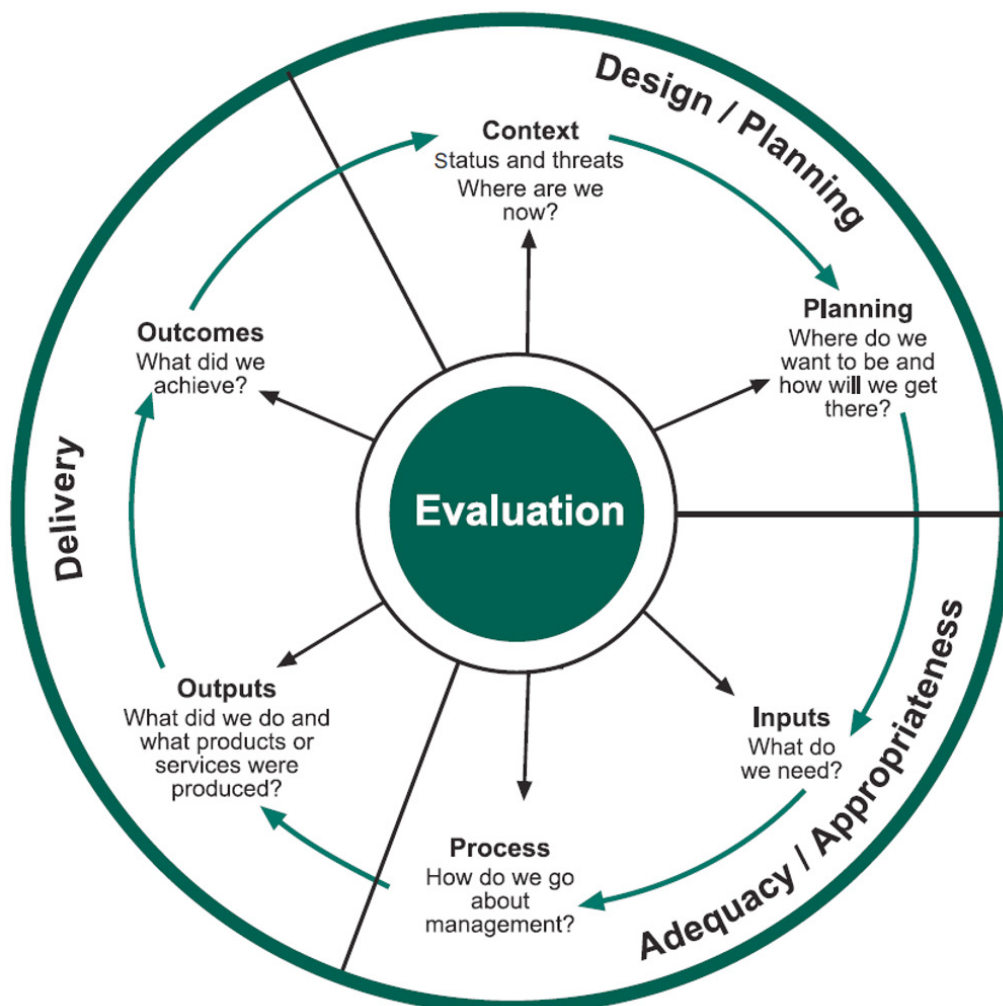 Design / Planning
Context
Status and threats
Where are we
now?
Planning
Where do we
want to be and
how will we get
there?
Outcomes
What did we
achieve?
Delivery
Evaluation
Outputs
What did we do and
what products or
services were
produced?
Inputs
What do
we need?
Process
How do we go
about
management?
Adequacy / Appropriateness